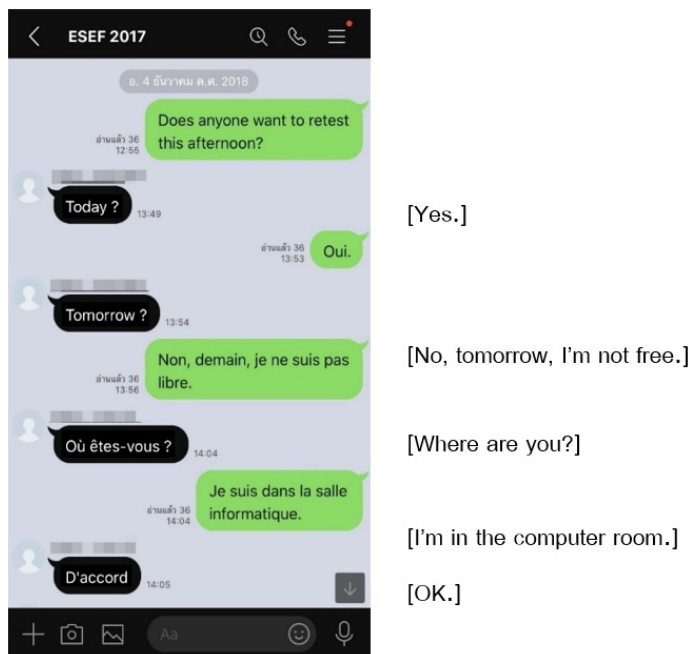 ESEF 2017
อ. 4 ธันวาคม ค.ศ. 2018
Does anyone want to retest
this afternoon?
อ่านแล้ว 36
12:55
Today ?
13:49
[Yes.]
อ่านแล้ว 36
13:53
Oui.
Tomorrow ?
13:54
Non, demain, je ne suis pas
libre.
อ่านแล้ว 36
13:56
[No, tomorrow, I'm not free.]
Où êtes-vous ?
14:04
[Where are you?]
Je suis dans la salle
informatique.
อ่านแล้ว 36
14:04
[I'm in the computer room.]
D'accord
14:05
[OK.]
Aa